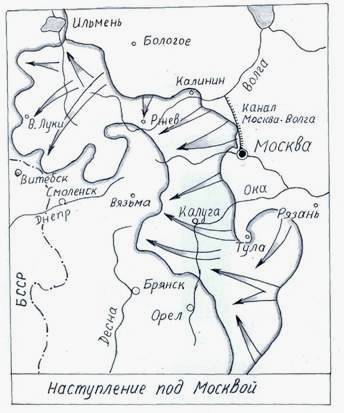 Ильмень
Бологое
Калинин
Волга
Канал
Москва-Волга
Ржев
В. Луки
Москва
Витебск
Смоленск
Днепр
Вязьма
Ока
Рязань
Калуга
Тула
Брянск
Орел
Десна
БССР
Наступление под Москвой